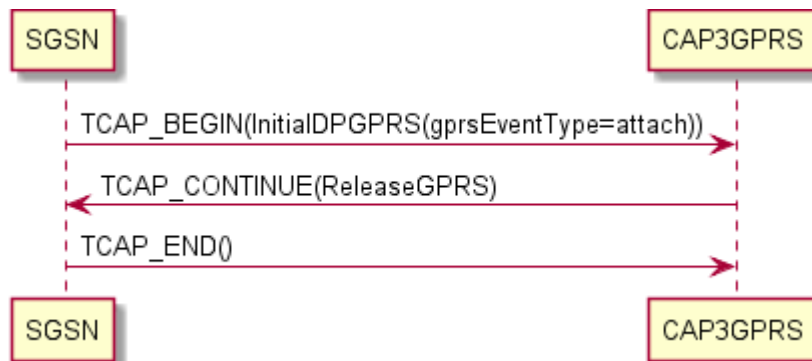 SGSN
CAP3GPRS
TCAP_BEGIN(InitialDPGPRS(gprsEventType=attach))
TCAP_CONTINUE(ReleaseGPRS)
TCAP_END()
SGSN
CAP3GPRS